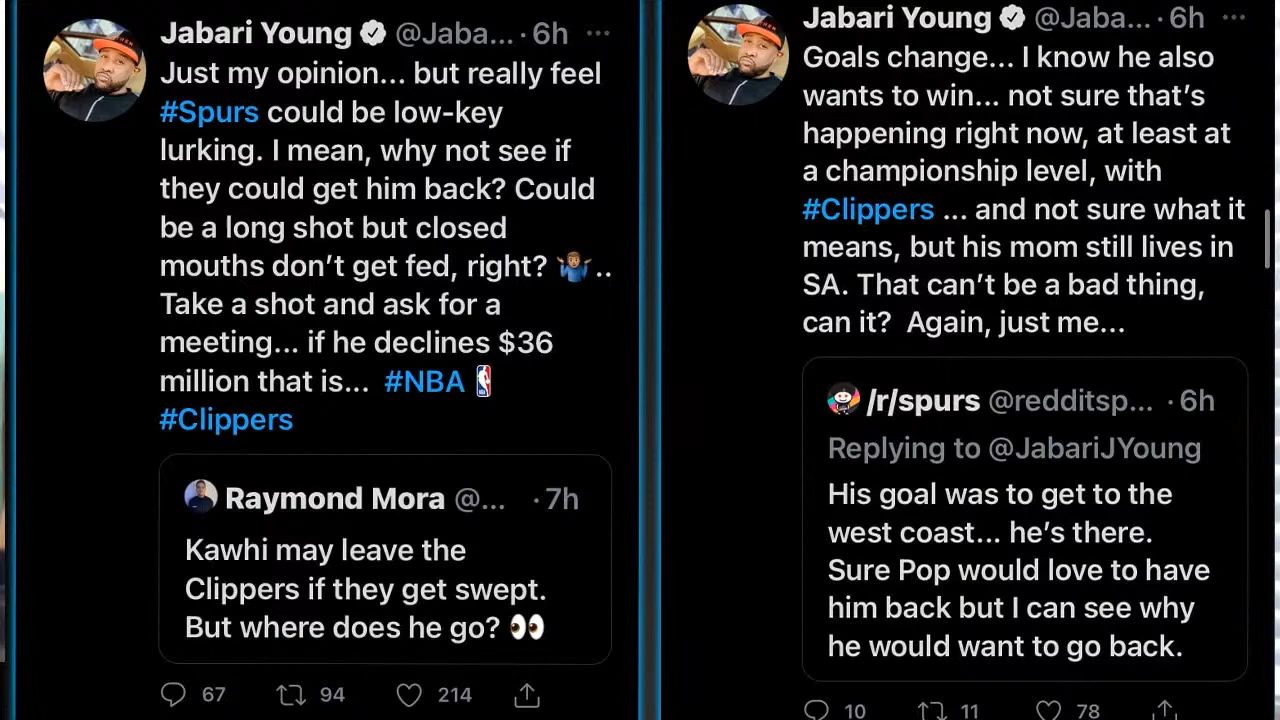 Jabari Young @Jaba... · 6h ...
Just my opinion... but really feel
#Spurs could be low-key
lurking. I mean, why not see if
they could get him back? Could
be a long shot but closed
mouths don't get fed, right? 🤷🏽‍♂️..
Take a shot and ask for a
meeting... if he declines $36
million that is... #NBA
#Clippers
Raymond Mora @... · 7h
Kawhi may leave the
Clippers if they get swept.
But where does he go? 👀
67 94 214
Jabari Young @Jaba... · 6h ...
Goals change... I know he also
wants to win... not sure that's
happening right now, at least at
a championship level, with
#Clippers ... and not sure what it
means, but his mom still lives in
SA. That can't be a bad thing,
can it? Again, just me...
/r/spurs @redditsp... · 6h
Replying to @JabariJYoung
His goal was to get to the
west coast... he's there.
Sure Pop would love to have
him back but I can see why
he would want to go back.
10 11 78